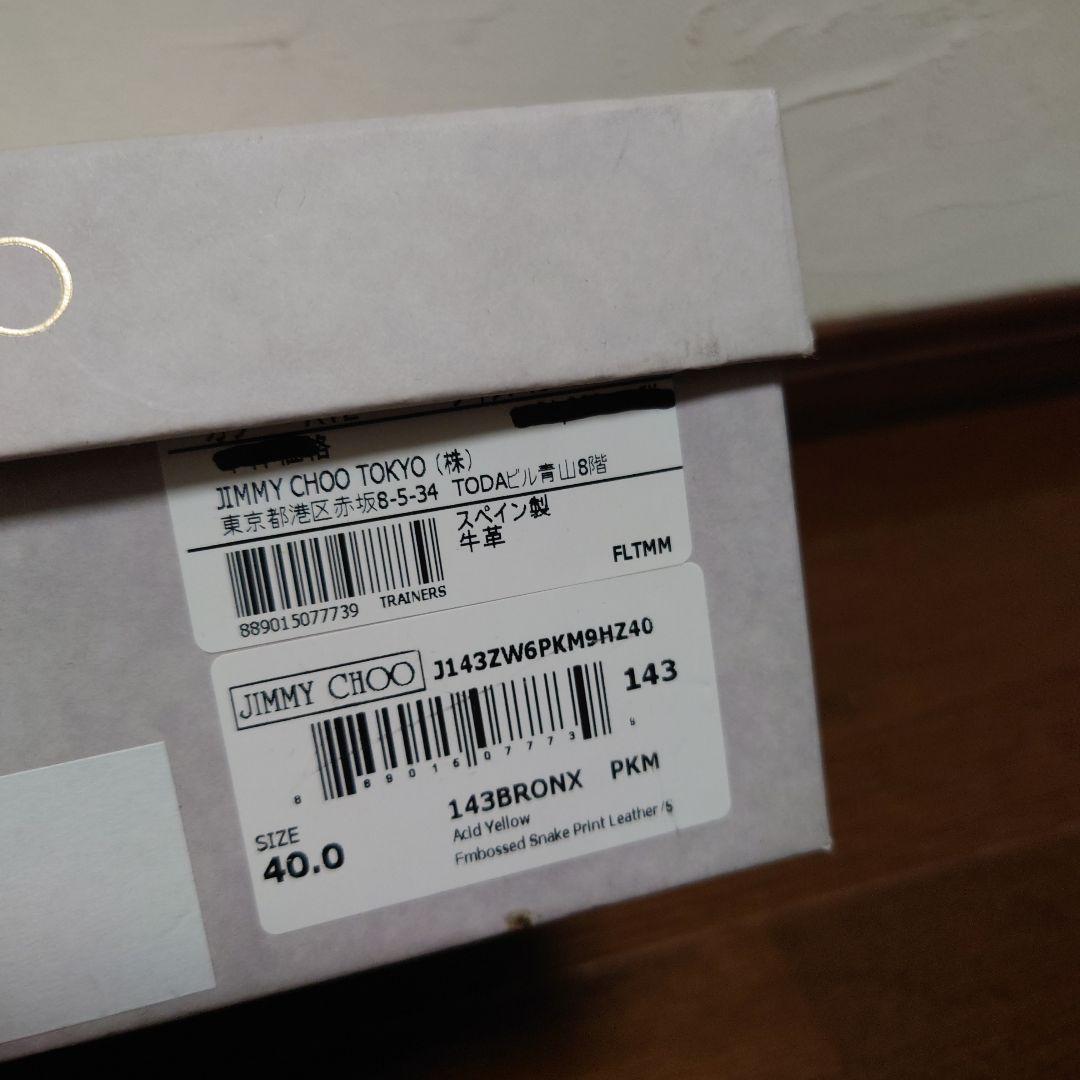 JIMMY CHOO TOKYO (株)
東京都港区赤坂8-5-34 TODAビル青山8階
スペイン製
牛革
FLTMM
889015077739 TRAINERS
JIMMY CHOO J143ZW6PKM9HZ40
143
SIZE
40.0
143BRONX PKM
Acid Yellow
Embossed Snake Print Leather /S